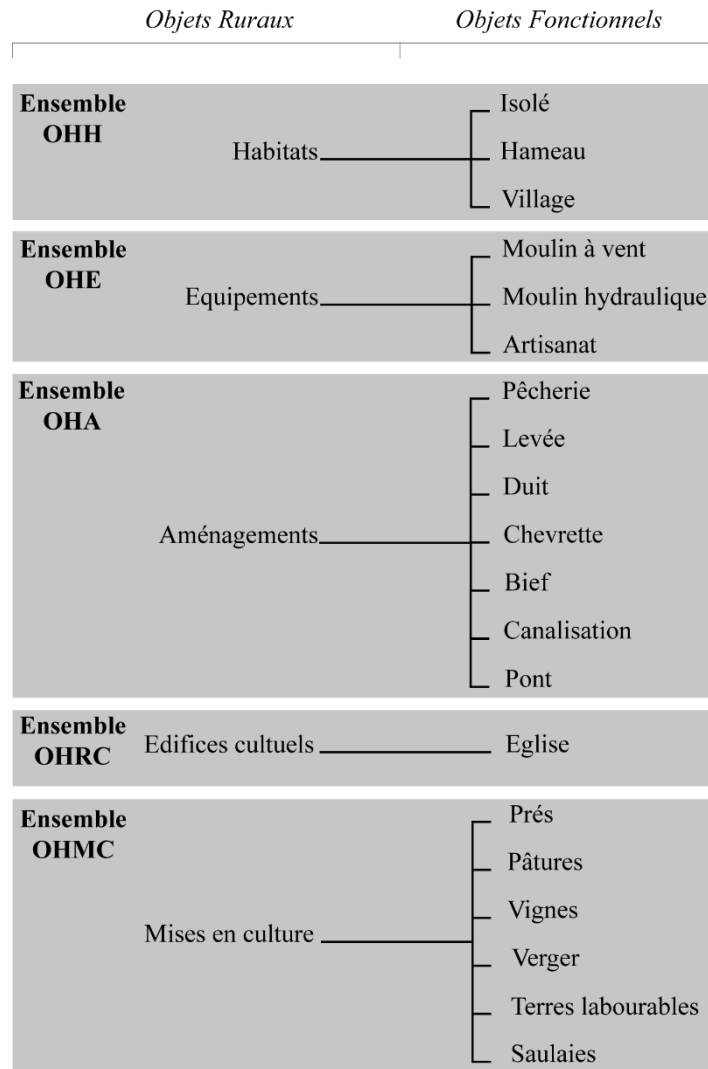 Objets Ruraux
Objets Fonctionnels
Ensemble
OHH
Habitats
Isolé
Hameau
Village
Ensemble
OHE
Equipements
Moulin à vent
Moulin hydraulique
Artisanat
Ensemble
OHA
Aménagements
Pêcherie
Levée
Duit
Chevrette
Bief
Canalisation
Pont
Ensemble
OHRC
Edifices cultuels
Eglise
Ensemble
OHMC
Mises en culture
Prés
Pâtures
Vignes
Verger
Terres labourables
Saulaies